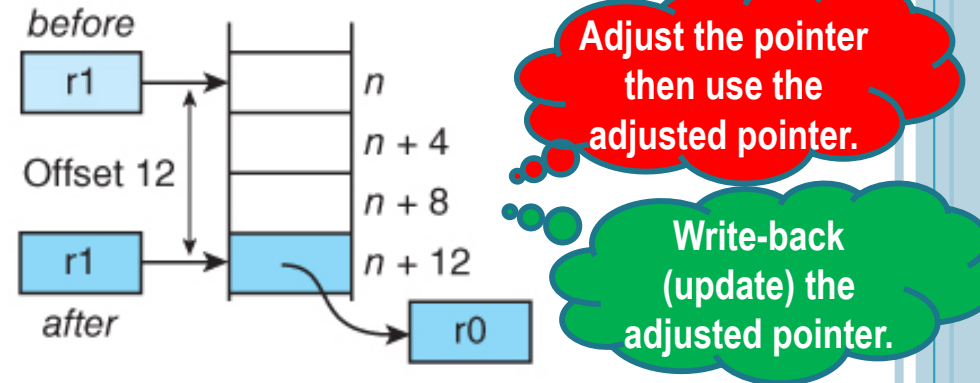 before
r1
n
n + 4
Offset 12
n + 8
r1
n + 12
after
r0
Adjust the pointer
then use the
adjusted pointer.
Write-back
(update) the
adjusted pointer.